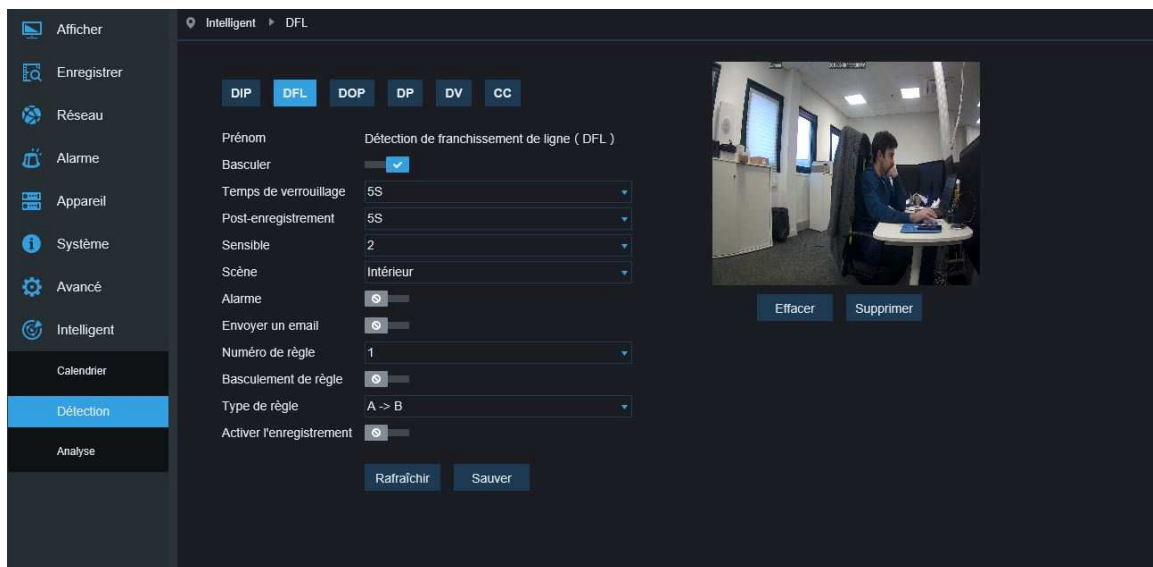 Afficher
Enregistrer
Réseau
Alarme
Appareil
Système
Avancé
Intelligent
Calendrier
Détection
Analyse
Intelligent DFL
DIP DFL DOP DP DV CC
Prénom Détection de franchissement de ligne ( DFL )
Basculer
Temps de verrouillage 5S
Post-enregistrement 5S
Sensible 2
Scène Intérieur
Alarme
Envoyer un email
Numéro de règle 1
Basculement de règle
Type de règle A -> B
Activer l'enregistrement
Rafraîchir Sauver
Effacer Supprimer